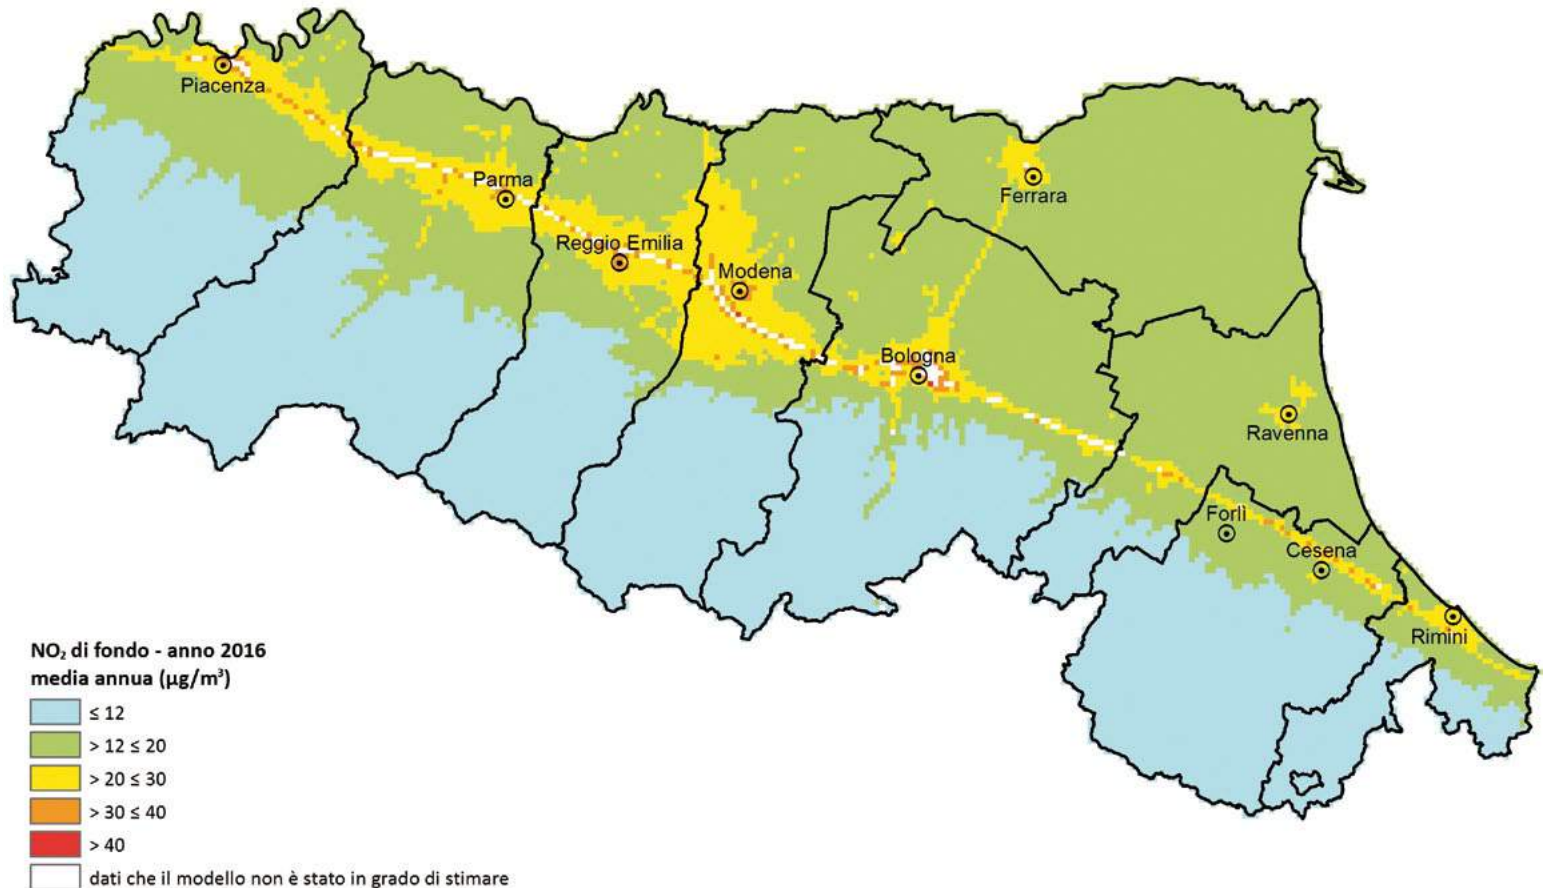 Piacenza
Parma
Ferrara
Reggio Emilia
Modena
Bologna
Ravenna
Forlì
Cesena
Rimini
NO₂ di fondo - anno 2016
media annua (µg/m³)
≤ 12
> 12 ≤ 20
> 20 ≤ 30
> 30 ≤ 40
> 40
dati che il modello non è stato in grado di stimare